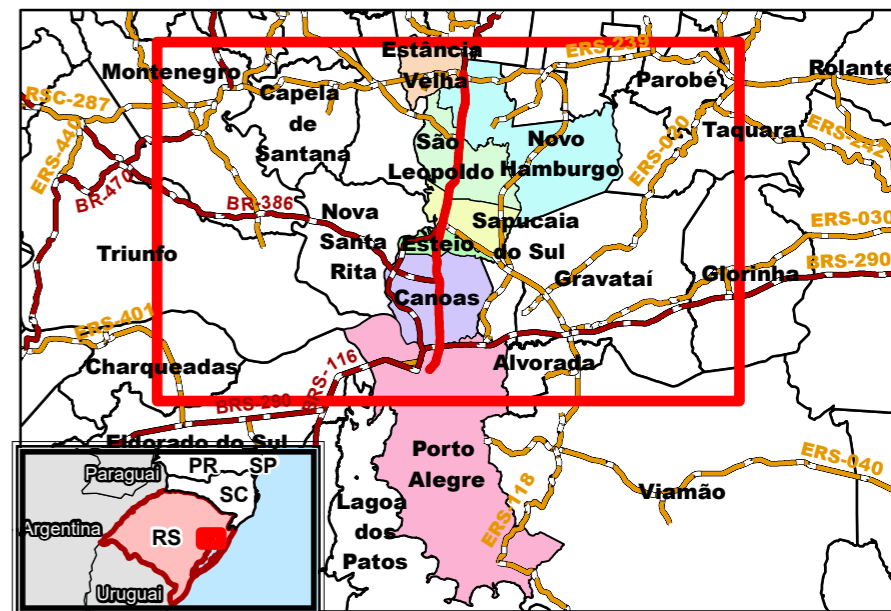 Estância
Velha
ERS-239
Montenegro
Parobé
Rolante
RSC-287
Capela
de
Santana
São
Leopoldo
Novo
Hamburgo
ERS-020
Taquara
ERS-242
ERS-440
BR-470
BR-386
Nova
Santa
Rita
Sapucaia
do Sul
Esteio
Triunfo
ERS-030
BRS-290
Gravataí
Glorinha
Canoas
ERS-401
Charqueadas
BRS-116
Alvorada
BRS-290
Eldorado do Sul
Porto
Alegre
ERS-040
Viamão
ERS-118
Lagoa
dos
Patos
Paraguai
PR
SP
SC
Argentina
RS
Uruguai